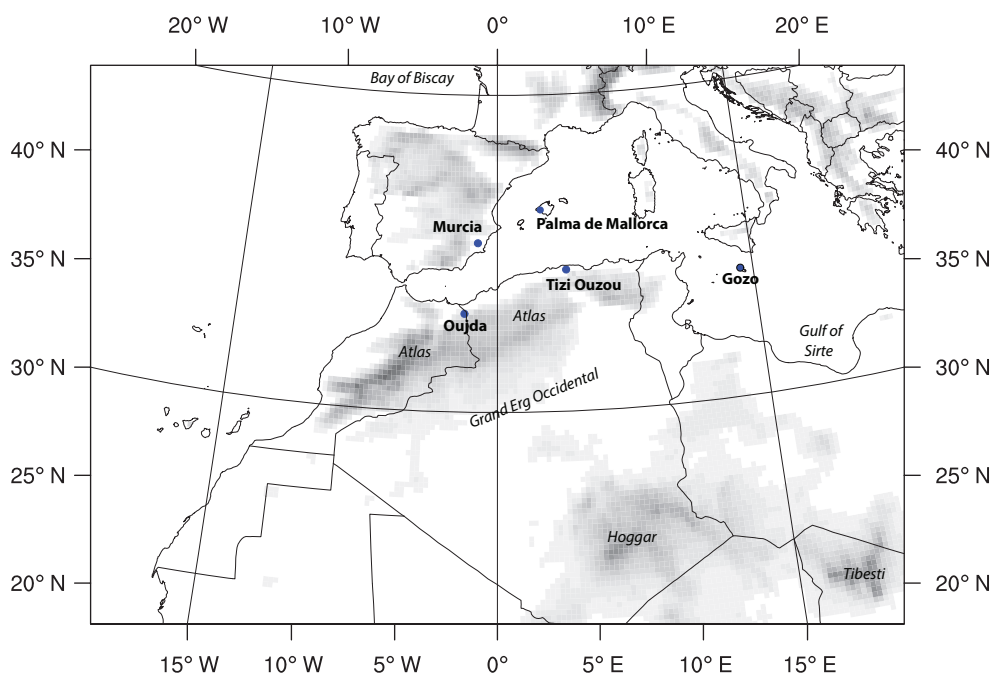 20° W 10° W 0° 10° E 20° E
Bay of Biscay
40° N 40° N
Palma de Mallorca
Murcia
35° N 35° N
Gozo
Tizi Ouzou
Atlas
Oujda
Gulf of
Sirte
Atlas
30° N 30° N
Grand Erg Occidental
25° N 25° N
Hoggar
Tibesti
20° N 20° N
15° W 10° W 5° W 0° 5° E 10° E 15° E